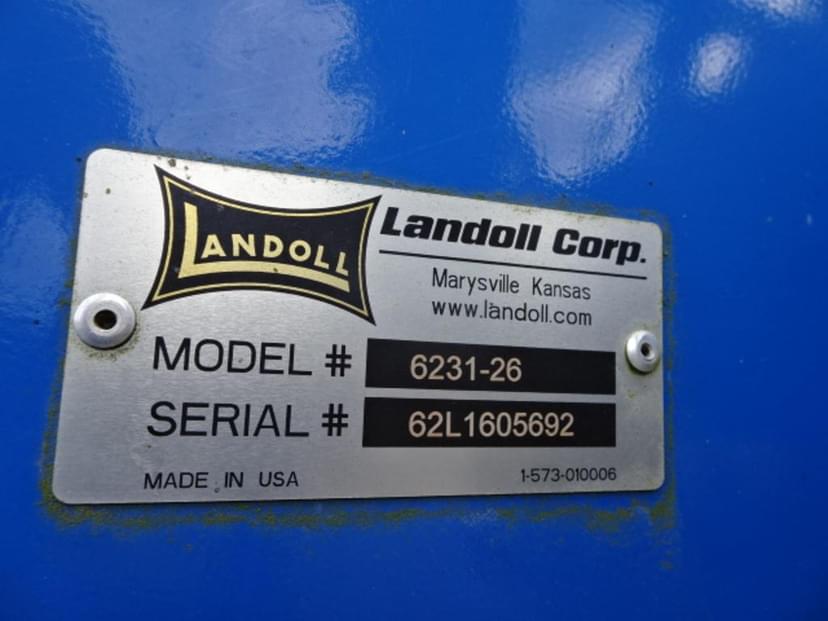 LANDOLL
Landoll Corp.
Marysville Kansas
www.landoll.com
MODEL # 6231-26
SERIAL # 62L1605692
MADE IN USA 1-573-010006